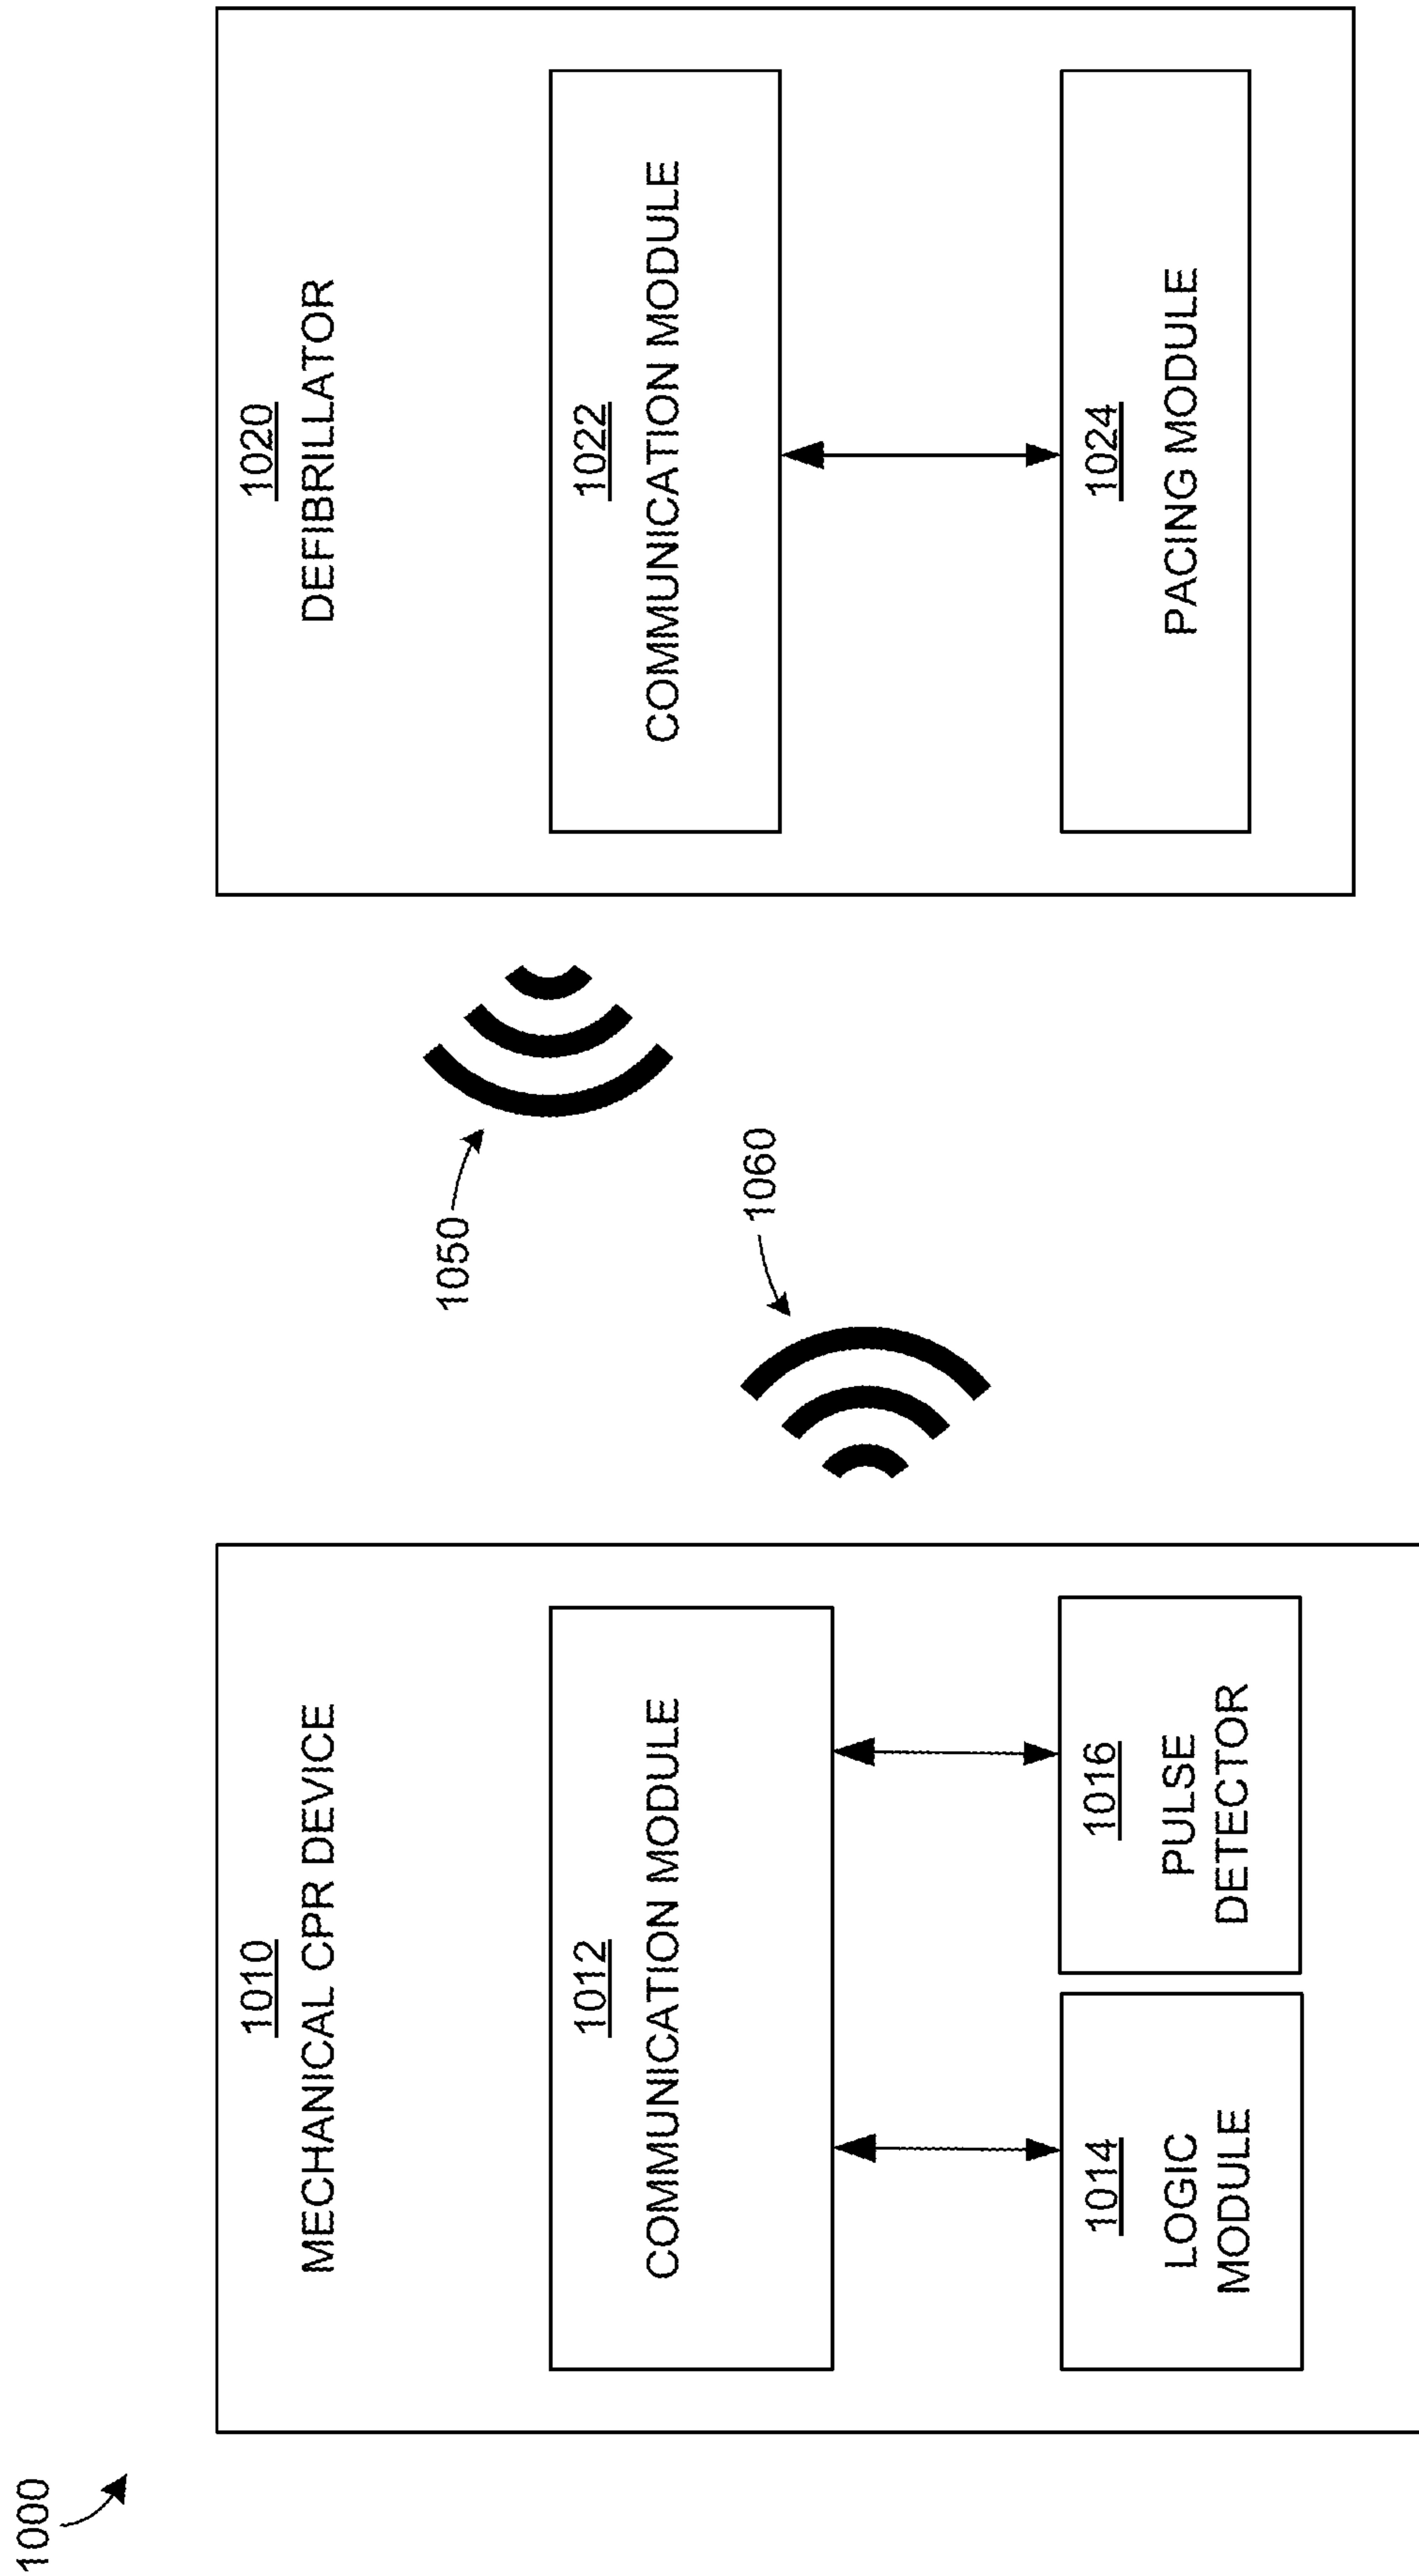 1000
1010
MECHANICAL CPR DEVICE
1012
COMMUNICATION MODULE
1014
LOGIC
MODULE
1016
PULSE
DETECTOR
1050
1060
1020
DEFIBRILLATOR
1022
COMMUNICATION MODULE
1024
PACING MODULE